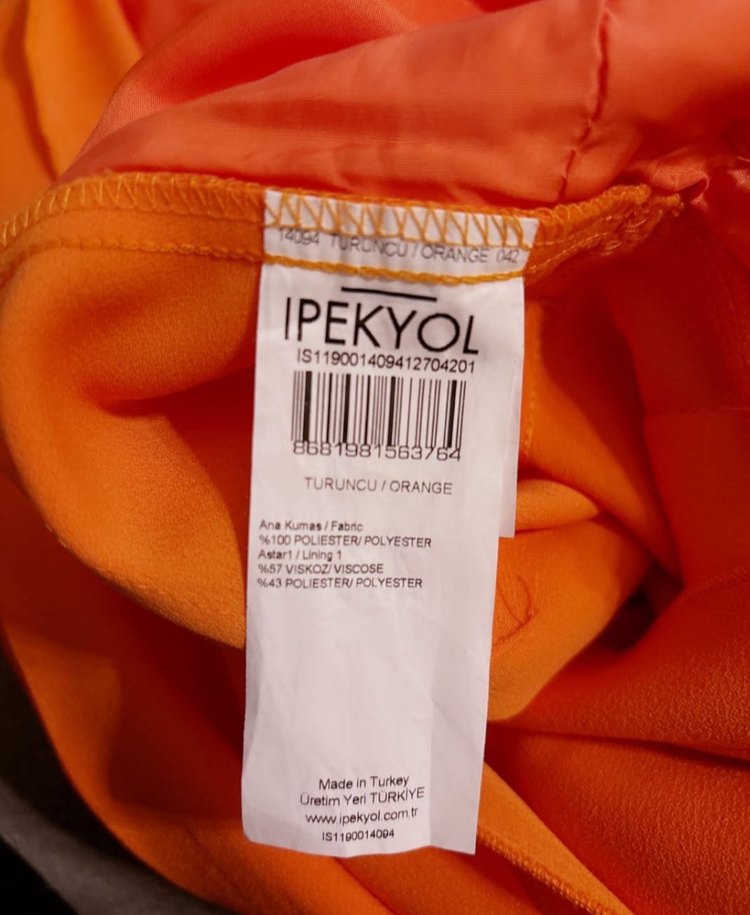 14094 TURUNCU / ORANGE 042
IPEKYOL
IS119001409412704201
8681981563764
TURUNCU / ORANGE
Ana Kumas / Fabric
%100 POLIESTER/ POLYESTER
Astar1 / Lining 1
%57 VISKOZ/ VISCOSE
%43 POLIESTER/ POLYESTER
Made in Turkey
Üretim Yeri TÜRKİYE
www.ipekyol.com.tr
IS1190014094